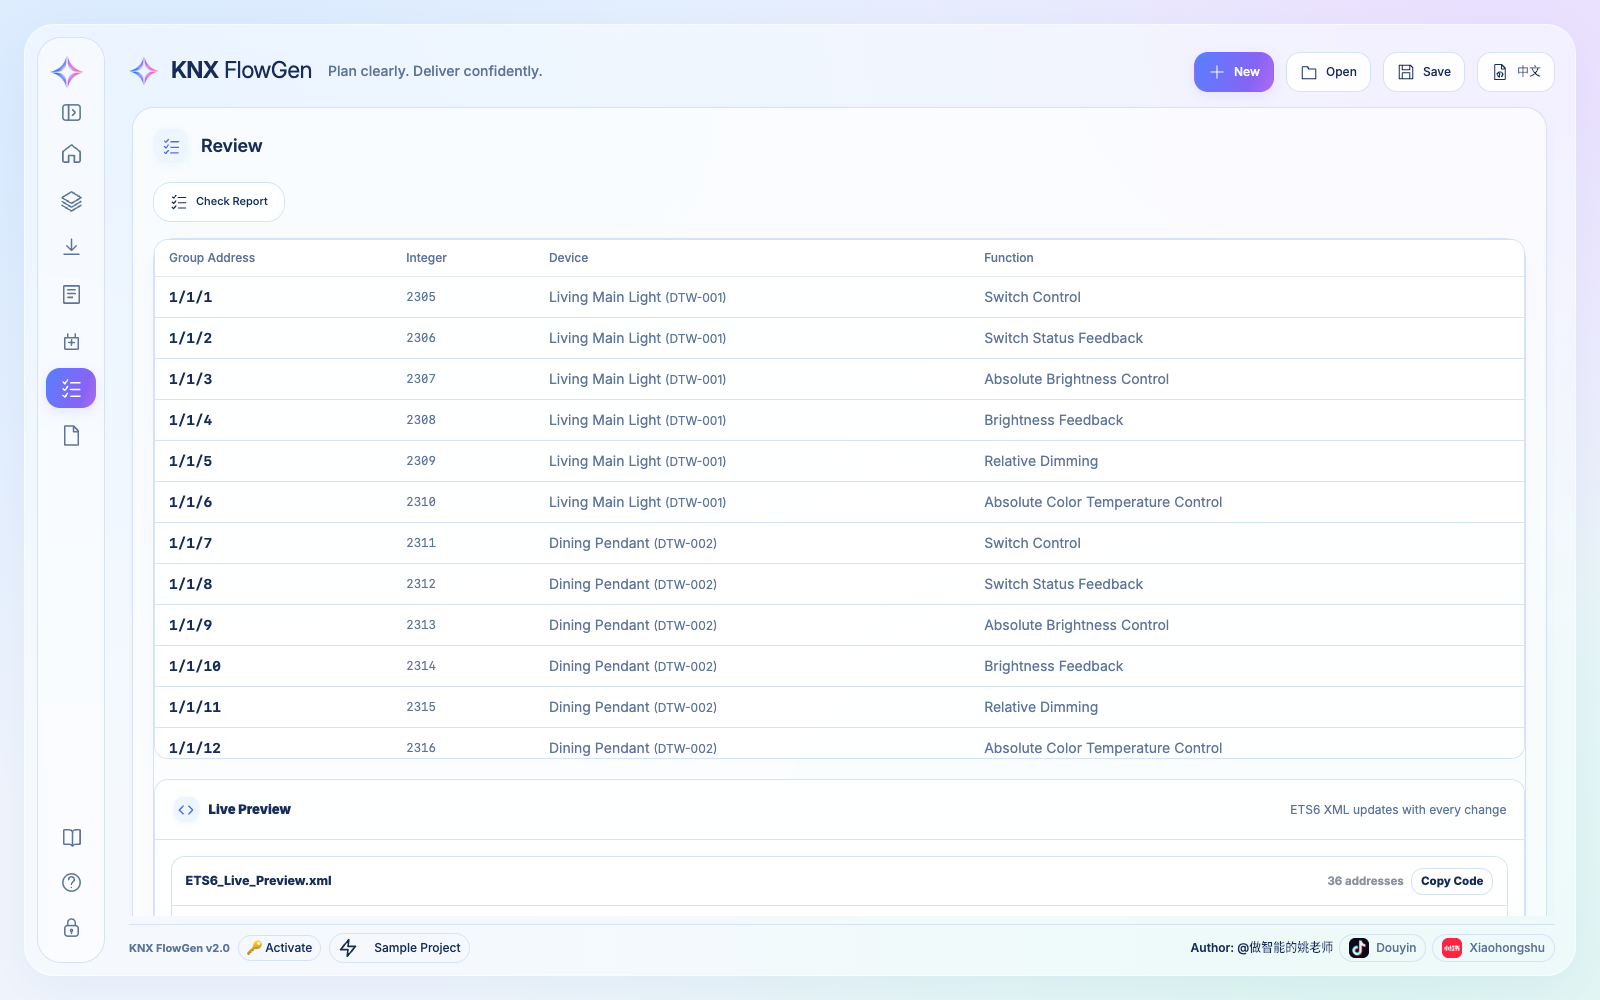 KNX FlowGen
Plan clearly. Deliver confidently.
New
Open
Save
中文
Review
Check Report
Group Address Integer Device Function
1/1/1 2305 Living Main Light (DTW-001) Switch Control
1/1/2 2306 Living Main Light (DTW-001) Switch Status Feedback
1/1/3 2307 Living Main Light (DTW-001) Absolute Brightness Control
1/1/4 2308 Living Main Light (DTW-001) Brightness Feedback
1/1/5 2309 Living Main Light (DTW-001) Relative Dimming
1/1/6 2310 Living Main Light (DTW-001) Absolute Color Temperature Control
1/1/7 2311 Dining Pendant (DTW-002) Switch Control
1/1/8 2312 Dining Pendant (DTW-002) Switch Status Feedback
1/1/9 2313 Dining Pendant (DTW-002) Absolute Brightness Control
1/1/10 2314 Dining Pendant (DTW-002) Brightness Feedback
1/1/11 2315 Dining Pendant (DTW-002) Relative Dimming
1/1/12 2316 Dining Pendant (DTW-002) Absolute Color Temperature Control
Live Preview
ETS6 XML updates with every change
ETS6_Live_Preview.xml
36 addresses
Copy Code
KNX FlowGen v2.0
Activate
Sample Project
Author: @做智能的姚老师
Douyin
Xiaohongshu